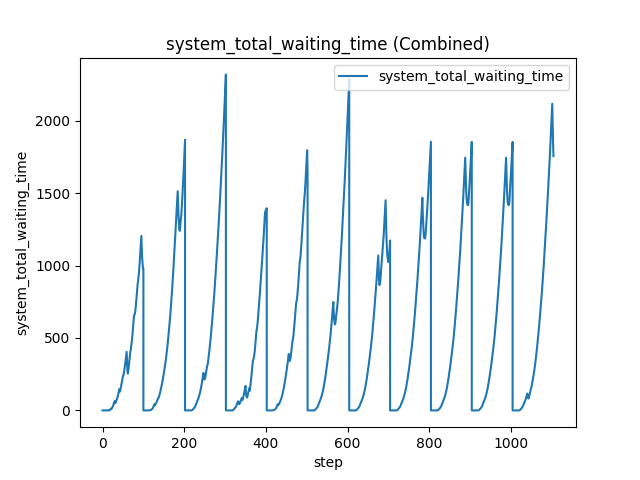 system_total_waiting_time (Combined)
system_total_waiting_time
2000
1500
1000
500
0
system_total_waiting_time
0 200 400 600 800 1000
step